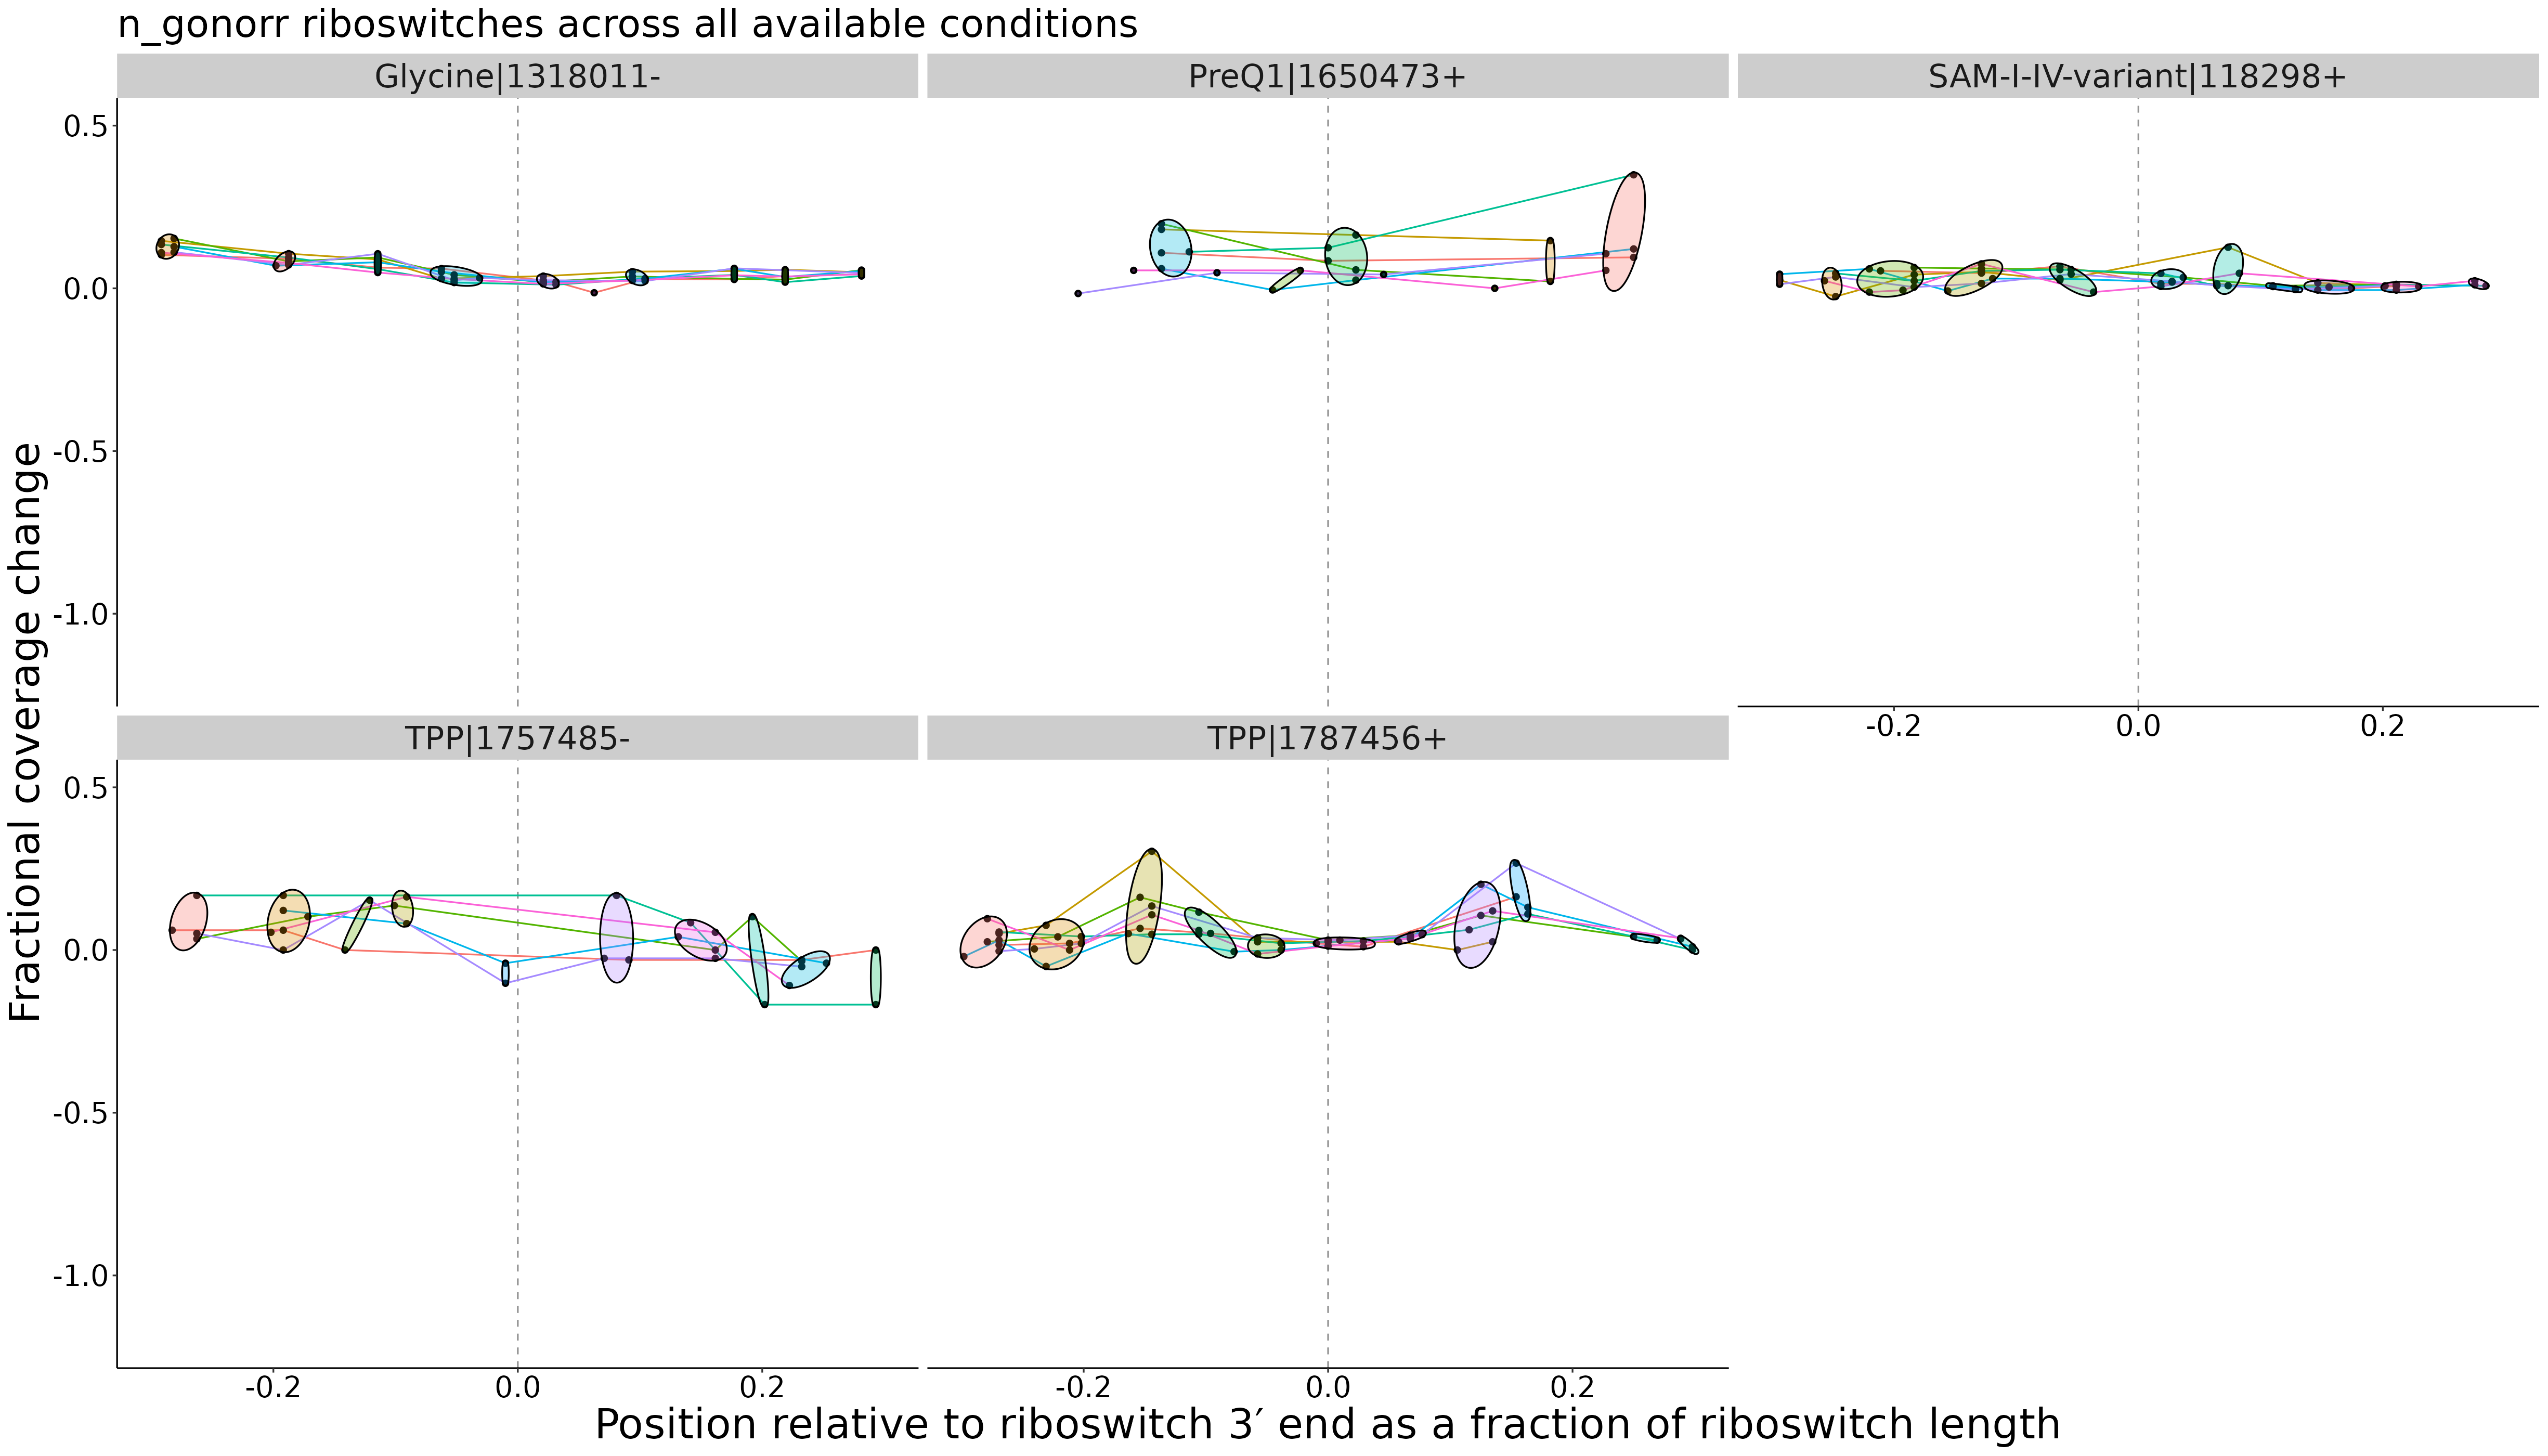 n_gonorr riboswitches across all available conditions
Glycine|1318011-
PreQ1|1650473+
SAM-I-IV-variant|118298+
0.5
0.0
-0.5
-1.0
-0.2 0.0 0.2
TPP|1757485-
TPP|1787456+
0.5
0.0
-0.5
-1.0
-0.2 0.0 0.2
-0.2 0.0 0.2
Fractional coverage change
Position relative to riboswitch 3′ end as a fraction of riboswitch length